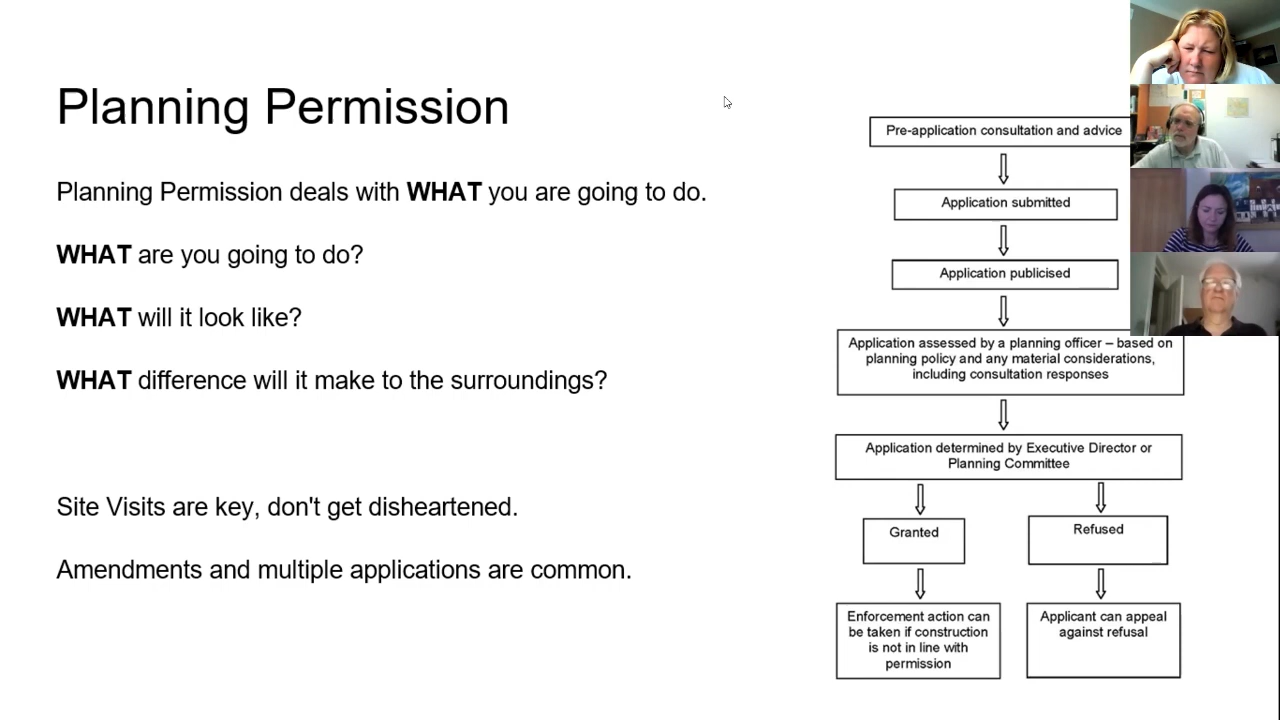 Planning Permission
Planning Permission deals with WHAT you are going to do.
WHAT are you going to do?
WHAT will it look like?
WHAT difference will it make to the surroundings?
Site Visits are key, don't get disheartened.
Amendments and multiple applications are common.
Pre-application consultation and advice
Application submitted
Application publicised
Application assessed by a planning officer – based on
planning policy and any material considerations,
including consultation responses
Application determined by Executive Director or
Planning Committee
Granted
Refused
Enforcement action can
be taken if construction
is not in line with
permission
Applicant can appeal
against refusal